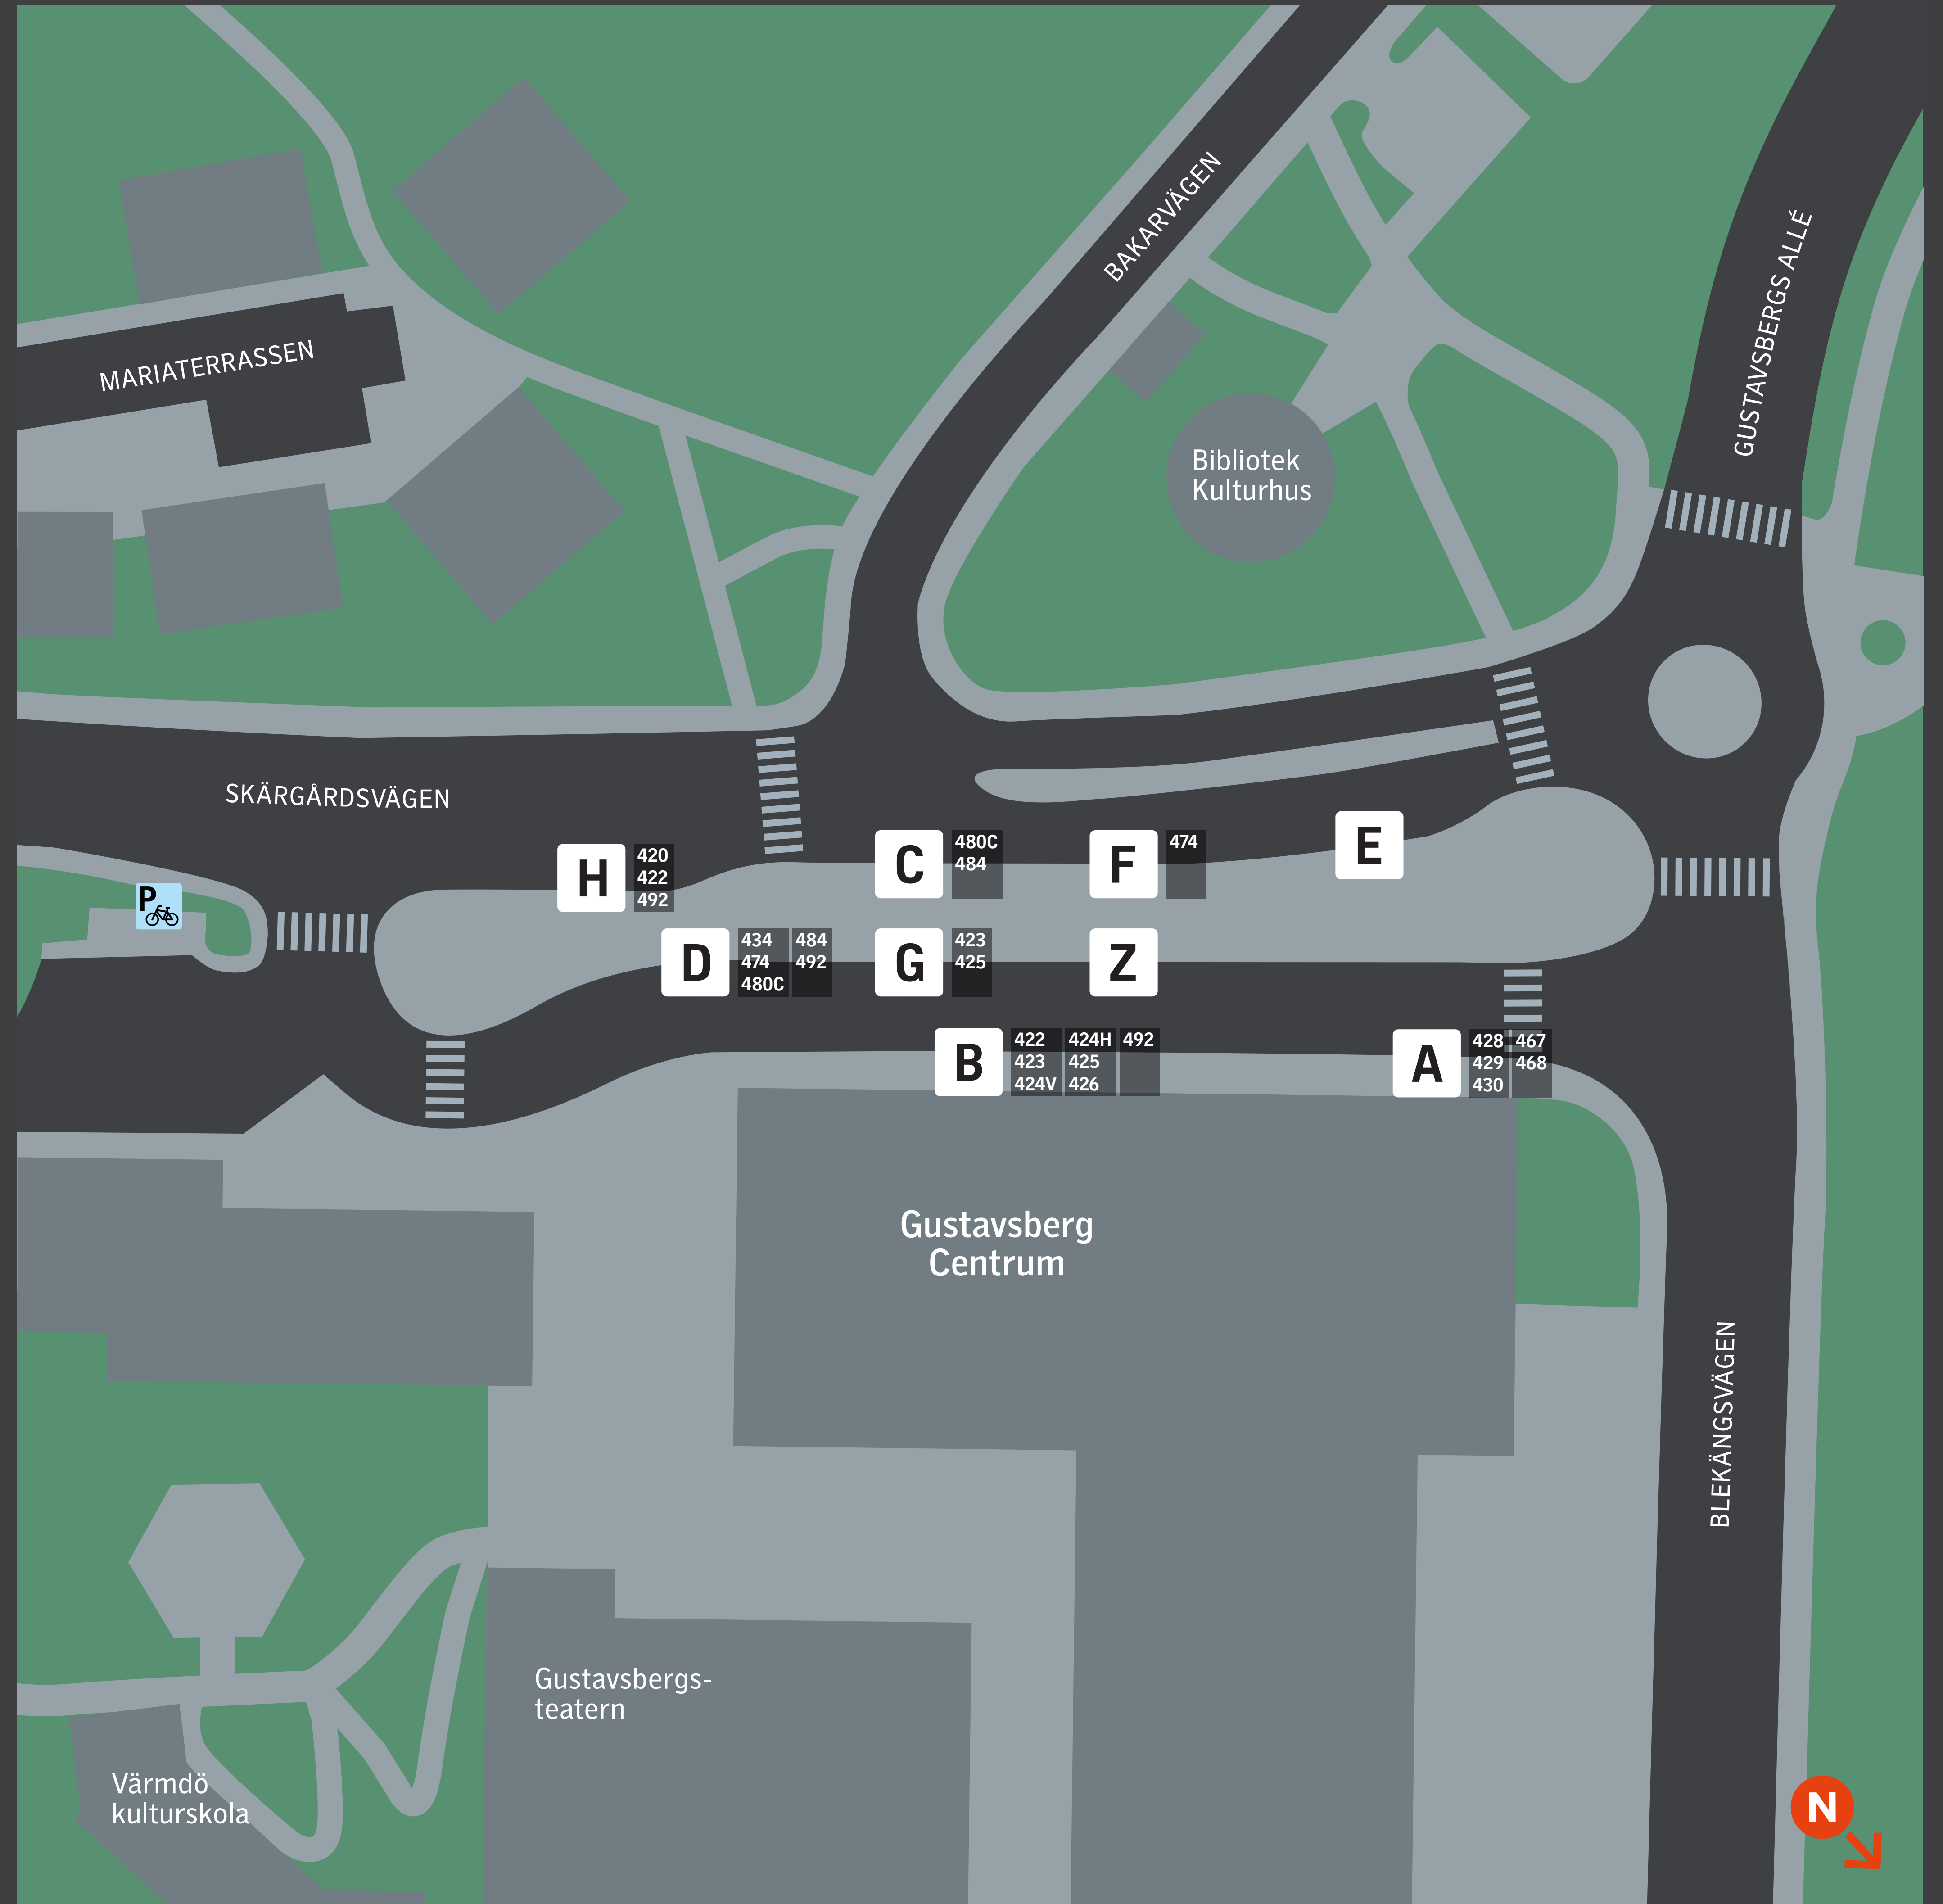 BAKARVÄGEN
GUSTAVSBERGS ALLÉ
MARIATERRASSEN
Bibliotek
Kulturhus
SKÄRGÅRDSVÄGEN
P
H
420
422
492
C
480C
484
F
474
E
D
434 484
474 492
480C
G
423
425
Z
B
422 424H 492
423 425
424V 426
A
428 467
429 468
430
Gustavsberg
Centrum
BLEKÄNGSVÄGEN
Gustavsbergs-
teatern
Värmdö
kulturskola
N